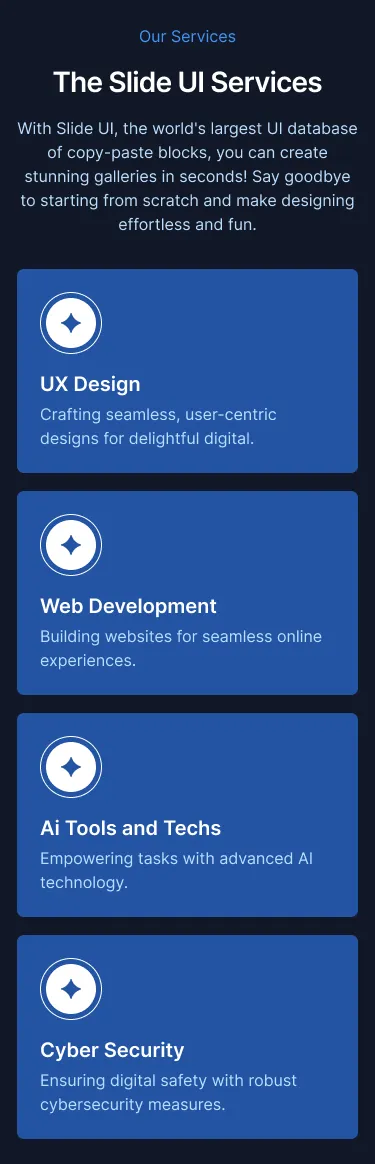 Our Services
The Slide UI Services
With Slide UI, the world's largest UI database
of copy-paste blocks, you can create
stunning galleries in seconds! Say goodbye
to starting from scratch and make designing
effortless and fun.
UX Design
Crafting seamless, user-centric
designs for delightful digital.
Web Development
Building websites for seamless online
experiences.
Ai Tools and Techs
Empowering tasks with advanced AI
technology.
Cyber Security
Ensuring digital safety with robust
cybersecurity measures.